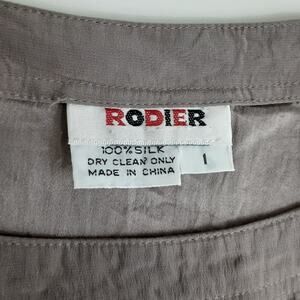 RODIER
100% SILK
DRY CLEAN ONLY
MADE IN CHINA
1